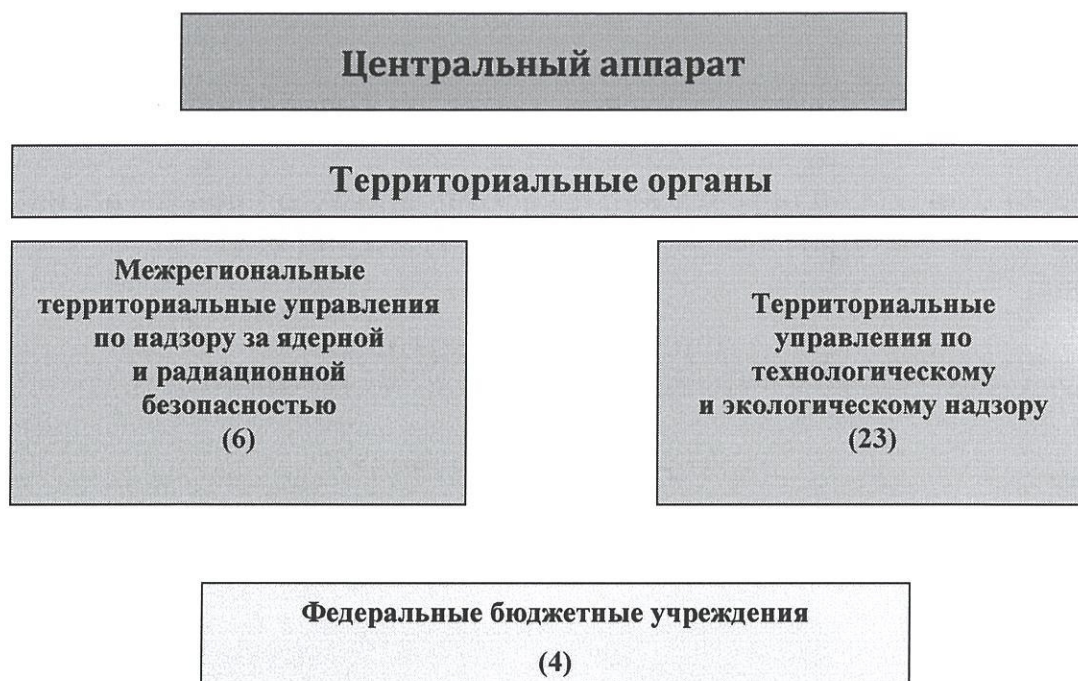 Центральный аппарат
Территориальные органы
Межрегиональные
территориальные управления
по надзору за ядерной
и радиационной
безопасностью
(6)
Территориальные
управления по
технологическому
и экологическому надзору
(23)
Федеральные бюджетные учреждения
(4)